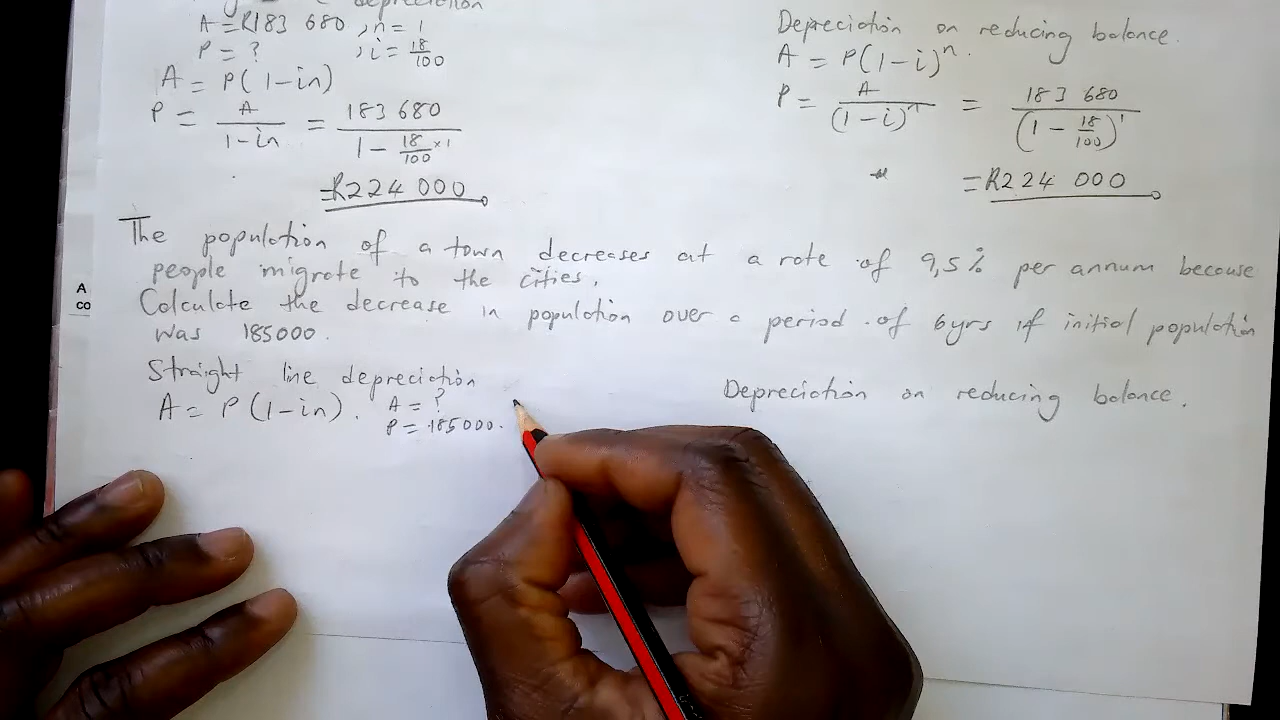 depreciation
A = R183 680 , n = 1
P = ? , i = 18/100
A = P(1-in)
P = A/1-in = 183 680/1 - 18/100 ×1
=R224 000
Depreciation on reducing balance.
A = P(1-i)^n.
P = A/(1-i)^n = 183 680/(1 - 18/100)^1
=R224 000
The population of a town decreases at a rate of 9,5% per annum because
people migrate to the cities.
Calculate the decrease in population over a period of 6yrs if initial population
was 185000.
Straight line depreciation
A = P(1-in). A = ?
P = 185000.
Depreciation on reducing balance.
A
CO